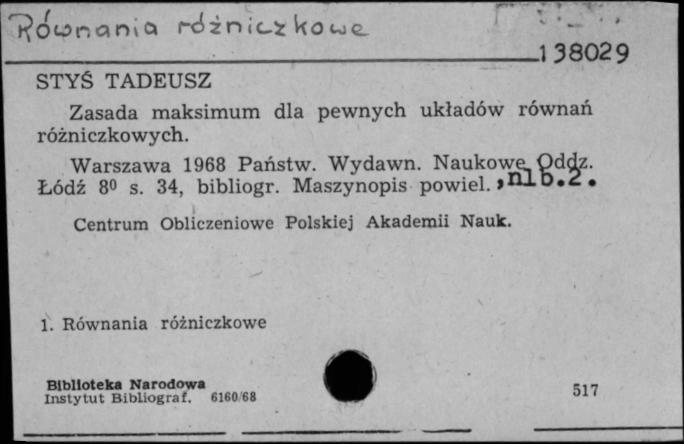 Równania różniczkowe
138029
STYŚ TADEUSZ
Zasada maksimum dla pewnych układów równań
różniczkowych.
Warszawa 1968 Państw. Wydawn. Naukowe Oddz.
Łódź 8⁰ s. 34, bibliogr. Maszynopis powiel., nlb.2.
Centrum Obliczeniowe Polskiej Akademii Nauk.
1. Równania różniczkowe
Biblioteka Narodowa
Instytut Bibliograf. 6160/68
517